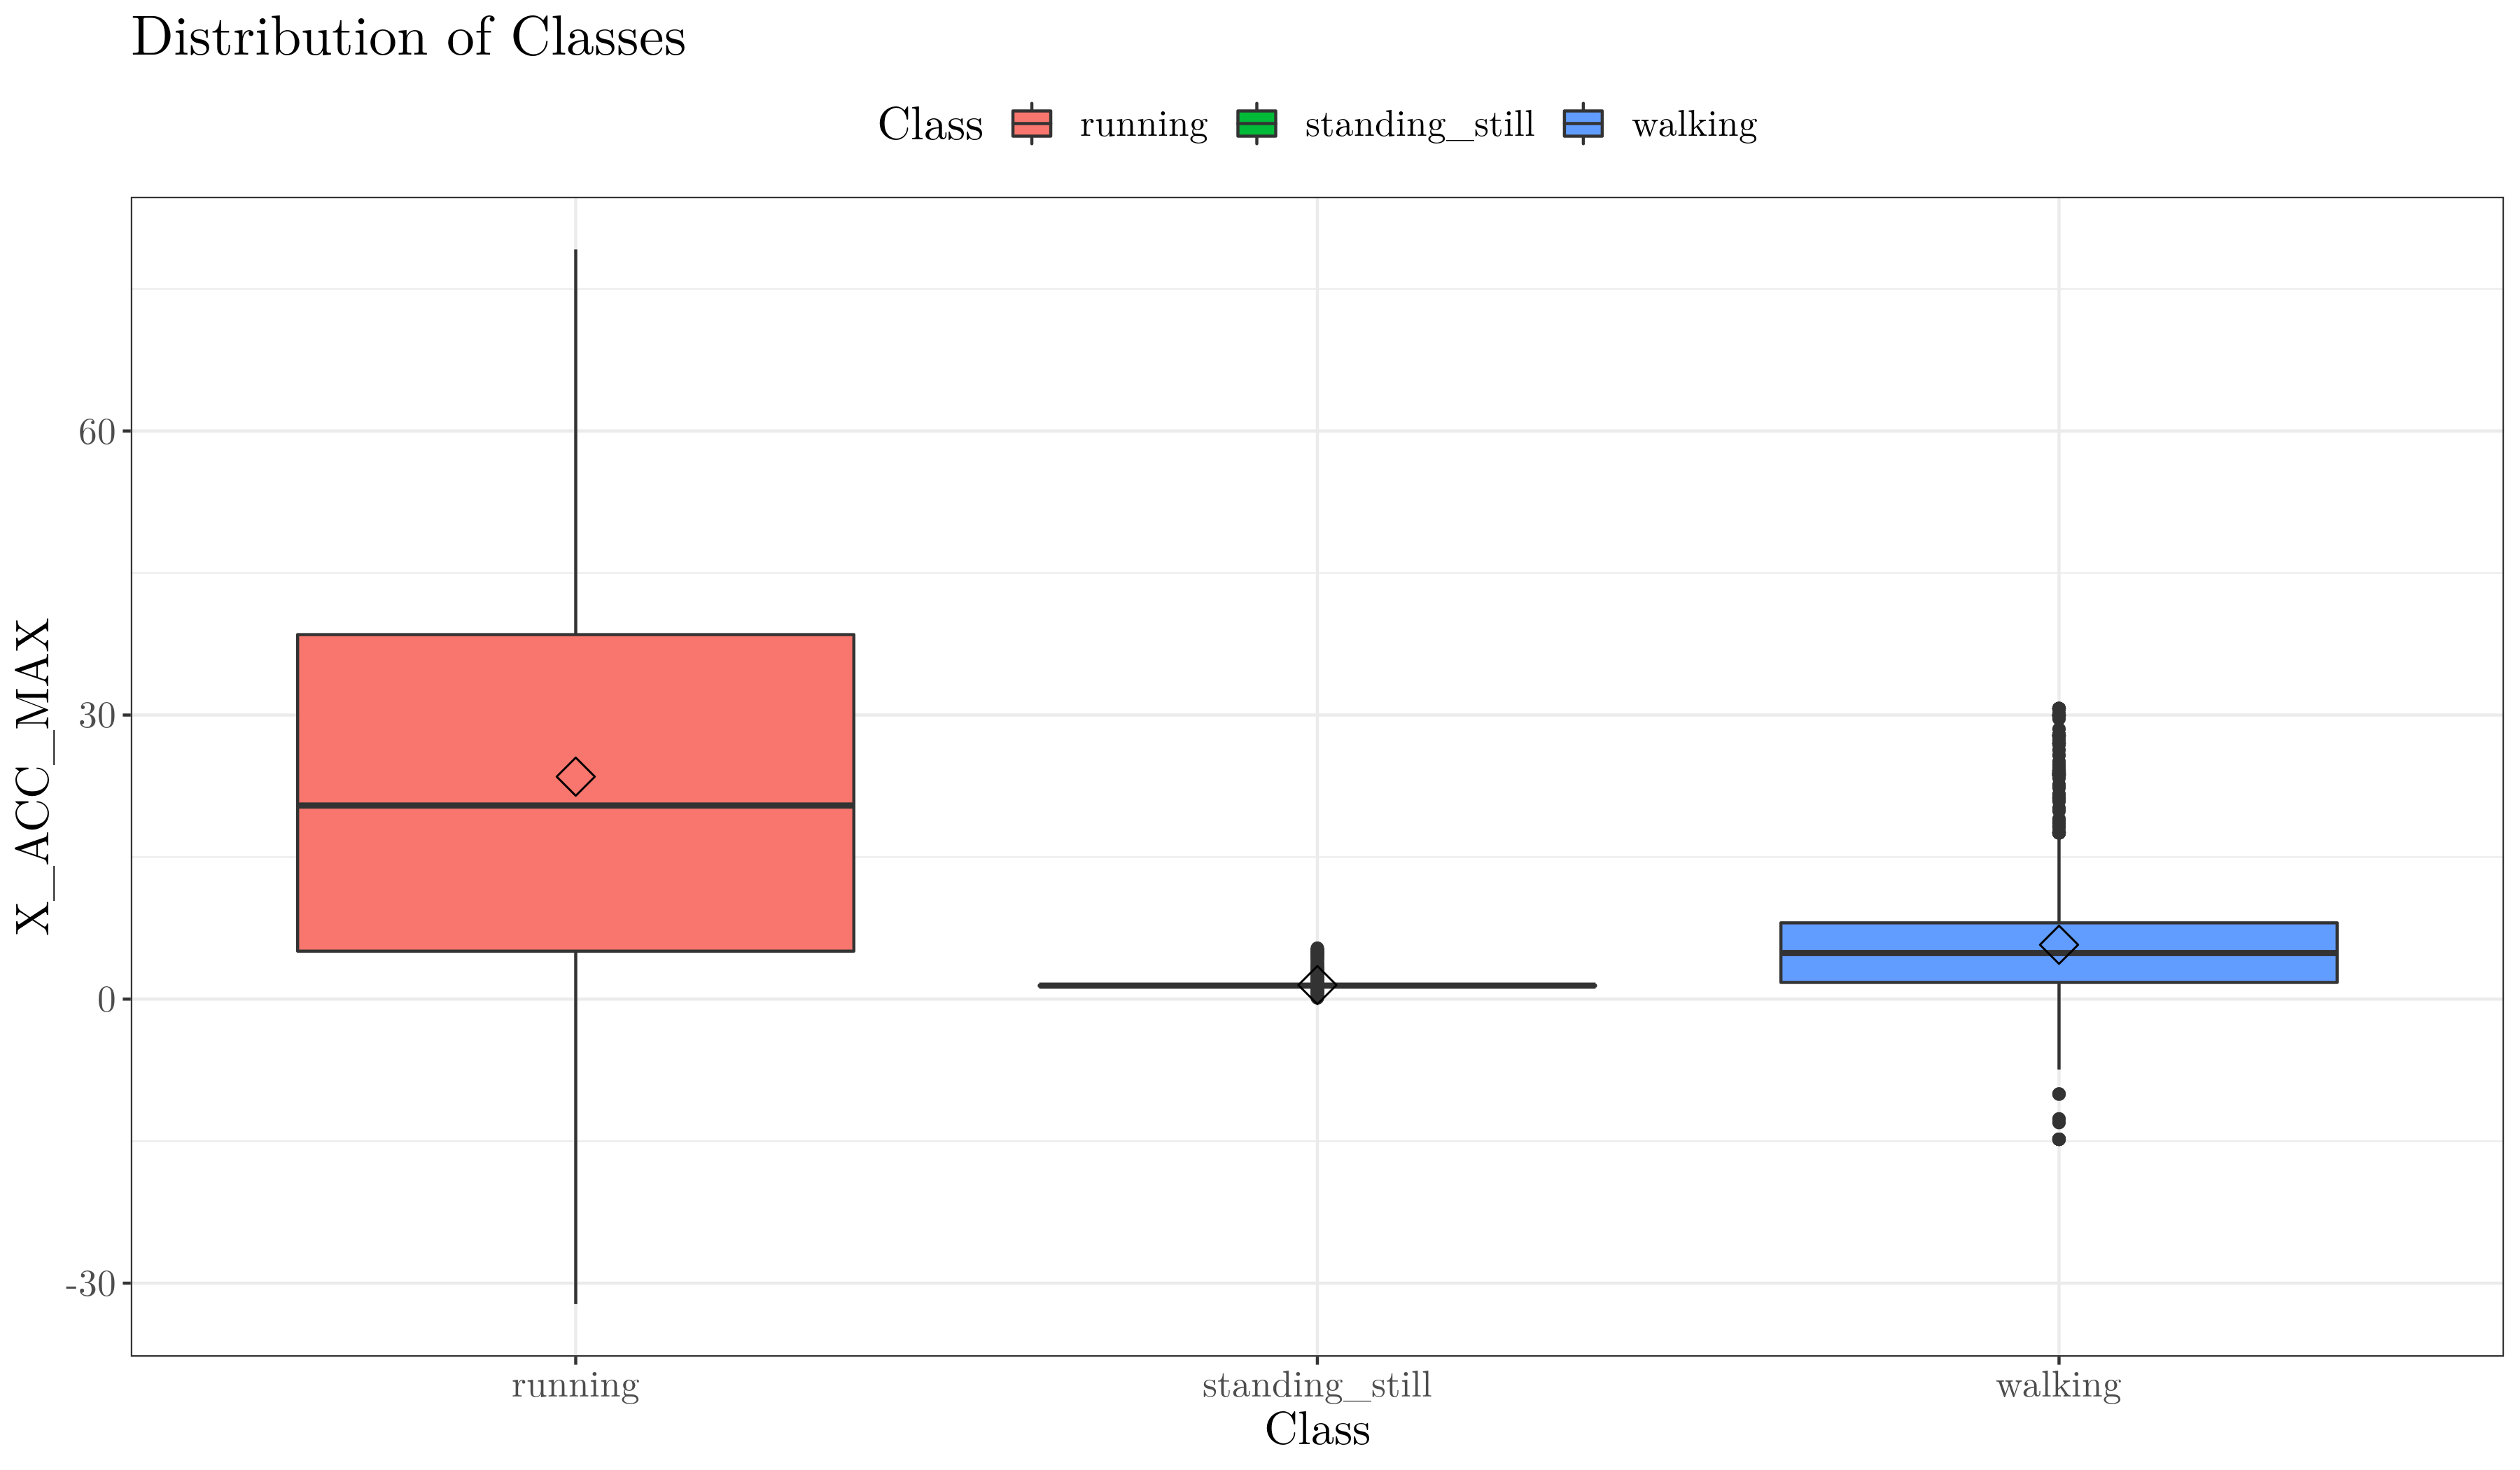 Distribution of Classes
Class running standing_still walking
X_ACC_MAX
60
30
0
-30
running standing_still walking
Class